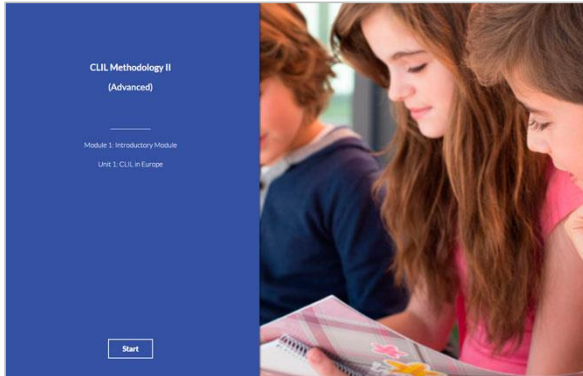 CLIL Methodology II
(Advanced)
Module 1: Introductory Module
Unit 1: CLIL in Europe
Start